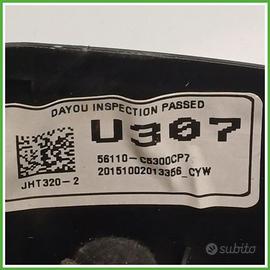 DAYOU INSPECTION PASSED
U307
56110-C5300CP7
JHT320-2
20151002013356_CYW
subito